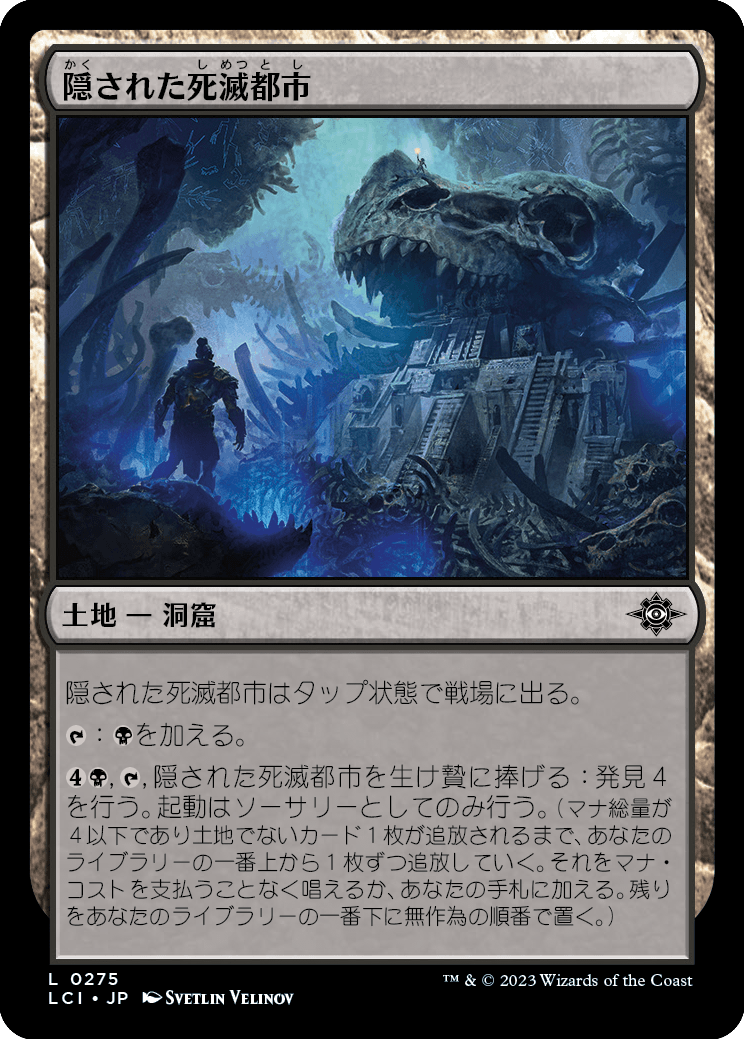 かく しめつ と し
隠された死滅都市
土地 ― 洞窟
隠された死滅都市はタップ状態で戦場に出る。
：を加える。
4, , 隠された死滅都市を生け贄に捧げる：発見４
を行う。起動はソーサリーとしてのみ行う。（マナ総量が
４以下であり土地でないカード１枚が追放されるまで、あなたの
ライブラリーの一番上から１枚ずつ追放していく。それをマナ・
コストを支払うことなく唱えるか、あなたの手札に加える。残り
をあなたのライブラリーの一番下に無作為の順番で置く。）
L 0275
LCI • JP Svetlin Velinov
™ & © 2023 Wizards of the Coast